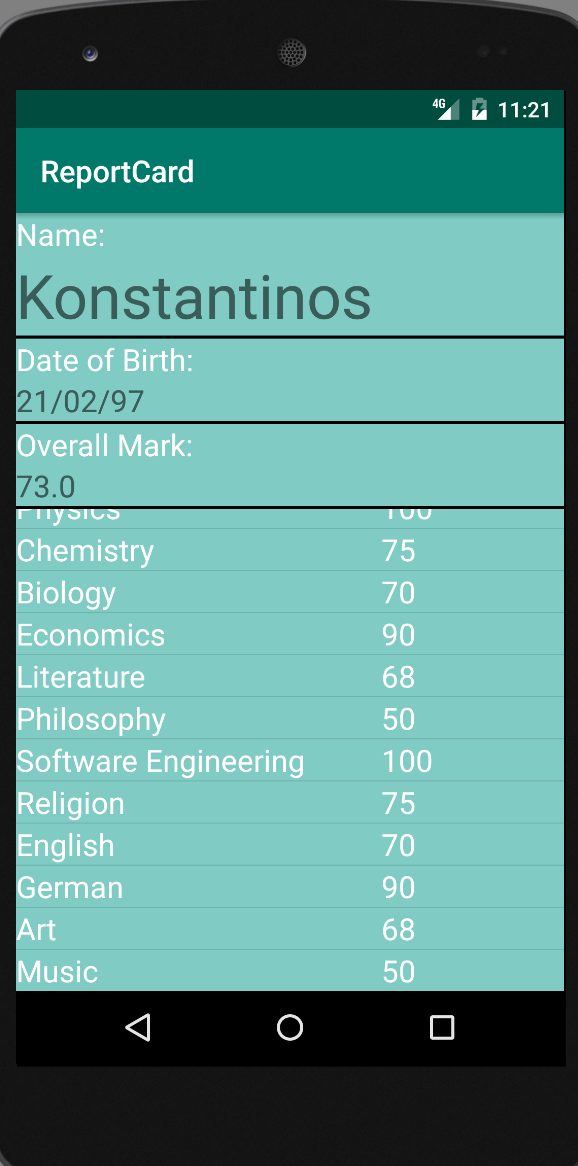 4G 11:21
ReportCard
Name:
Konstantinos
Date of Birth:
21/02/97
Overall Mark:
73.0
Physics 100
Chemistry 75
Biology 70
Economics 90
Literature 68
Philosophy 50
Software Engineering 100
Religion 75
English 70
German 90
Art 68
Music 50